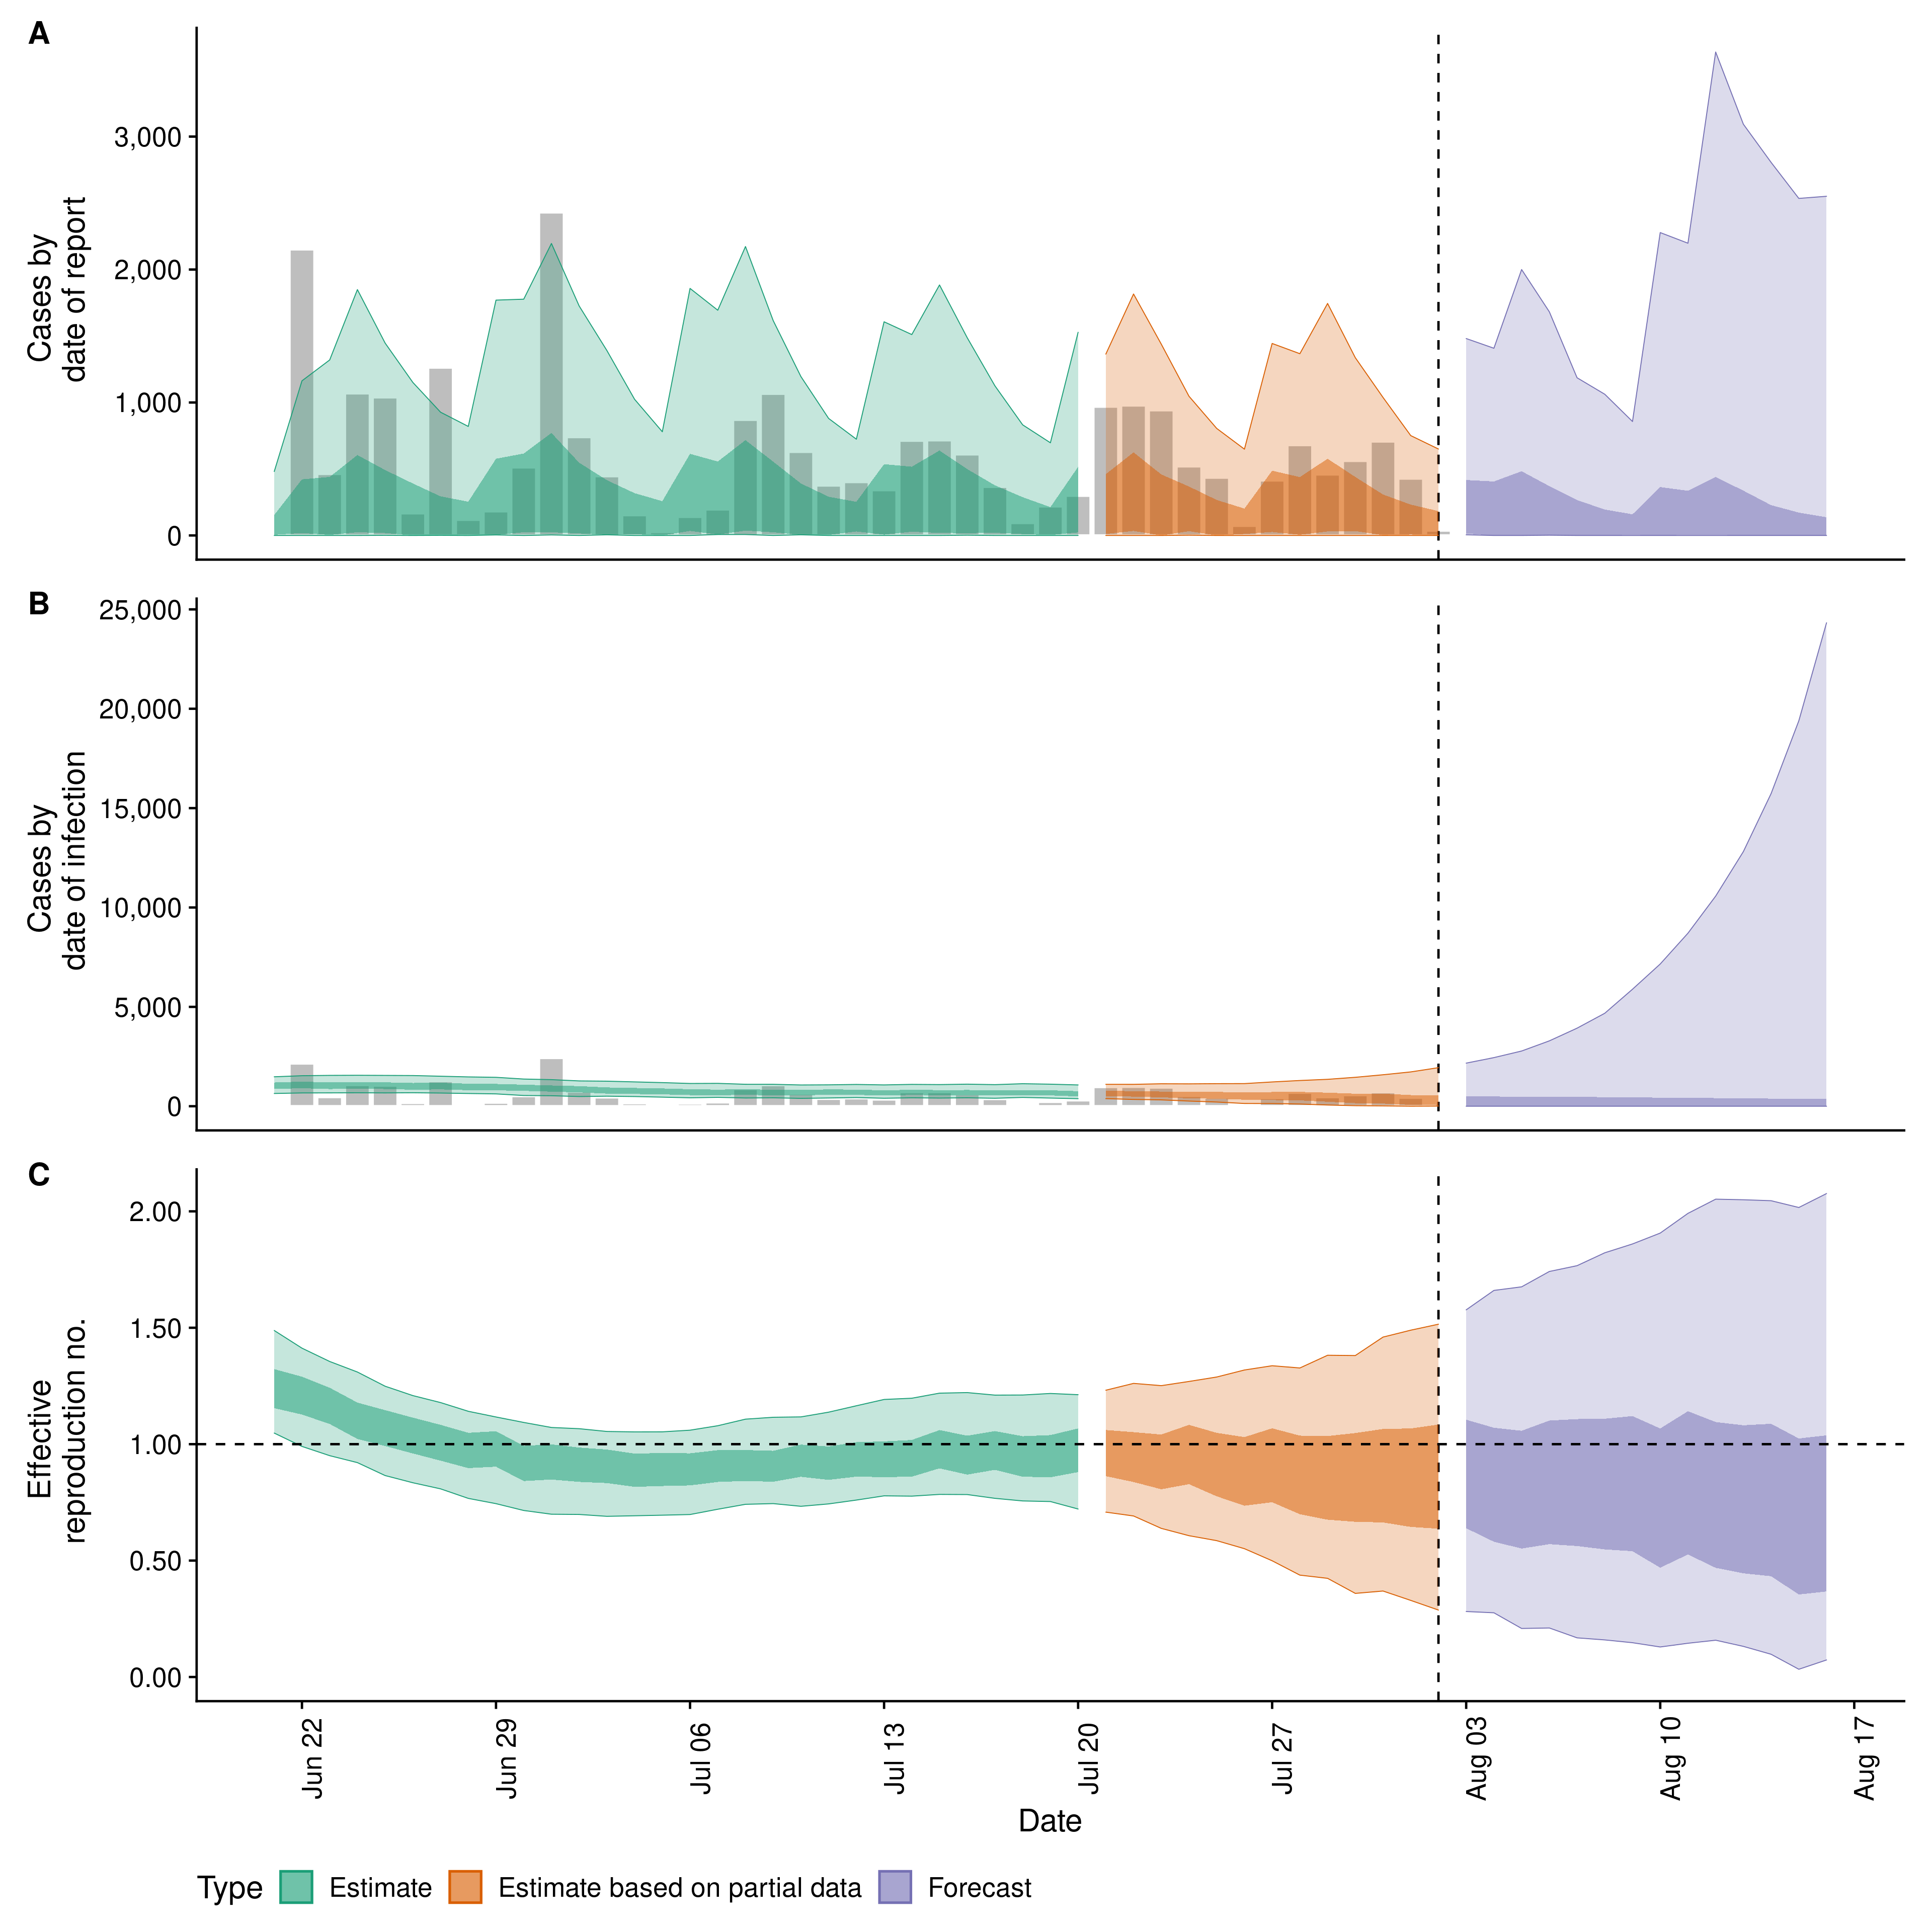 A
Cases by
date of report
3,000
2,000
1,000
0
B
Cases by
date of infection
25,000
20,000
15,000
10,000
5,000
0
C
Effective
reproduction no.
2.00
1.50
1.00
0.50
0.00
Jun 22
Jun 29
Jul 06
Jul 13
Jul 20
Jul 27
Aug 03
Aug 10
Aug 17
Date
Type Estimate Estimate based on partial data Forecast